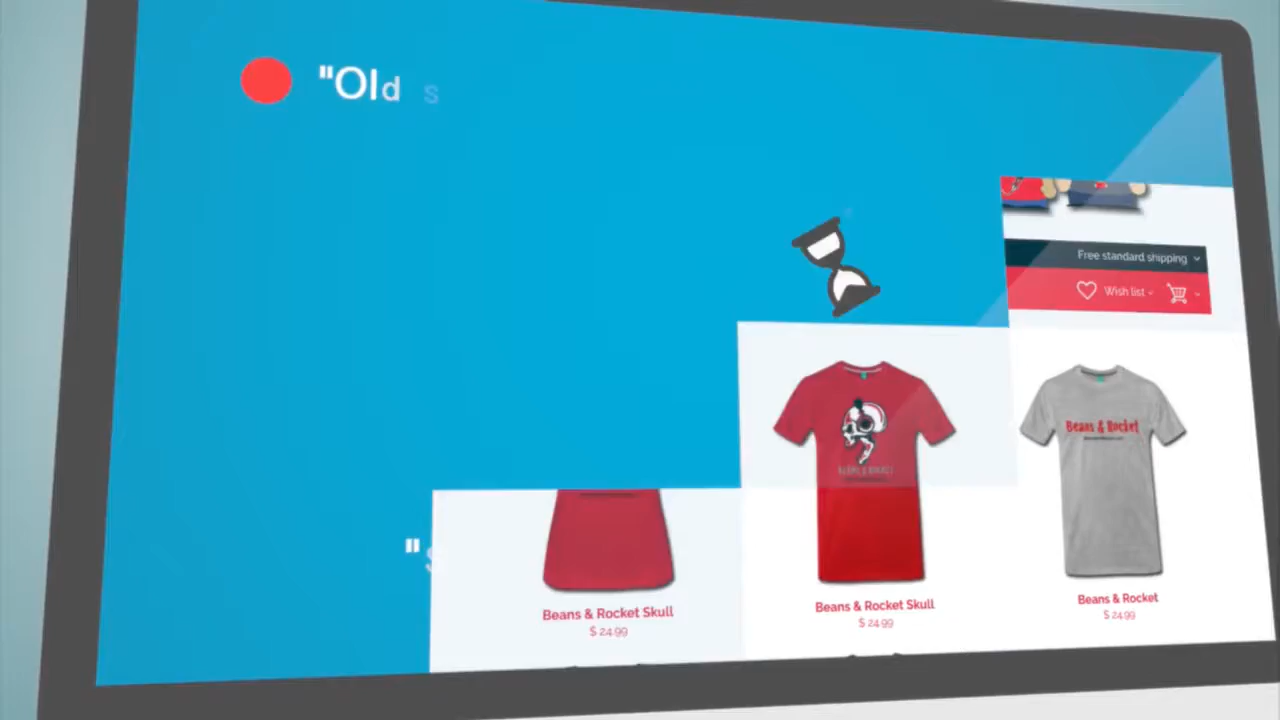 "Old s
Free standard shipping
Wish list
Beans & Rocket
"S
Beans & Rocket Skull
$ 24.99
Beans & Rocket Skull
$ 24.99
Beans & Rocket
$ 24.99